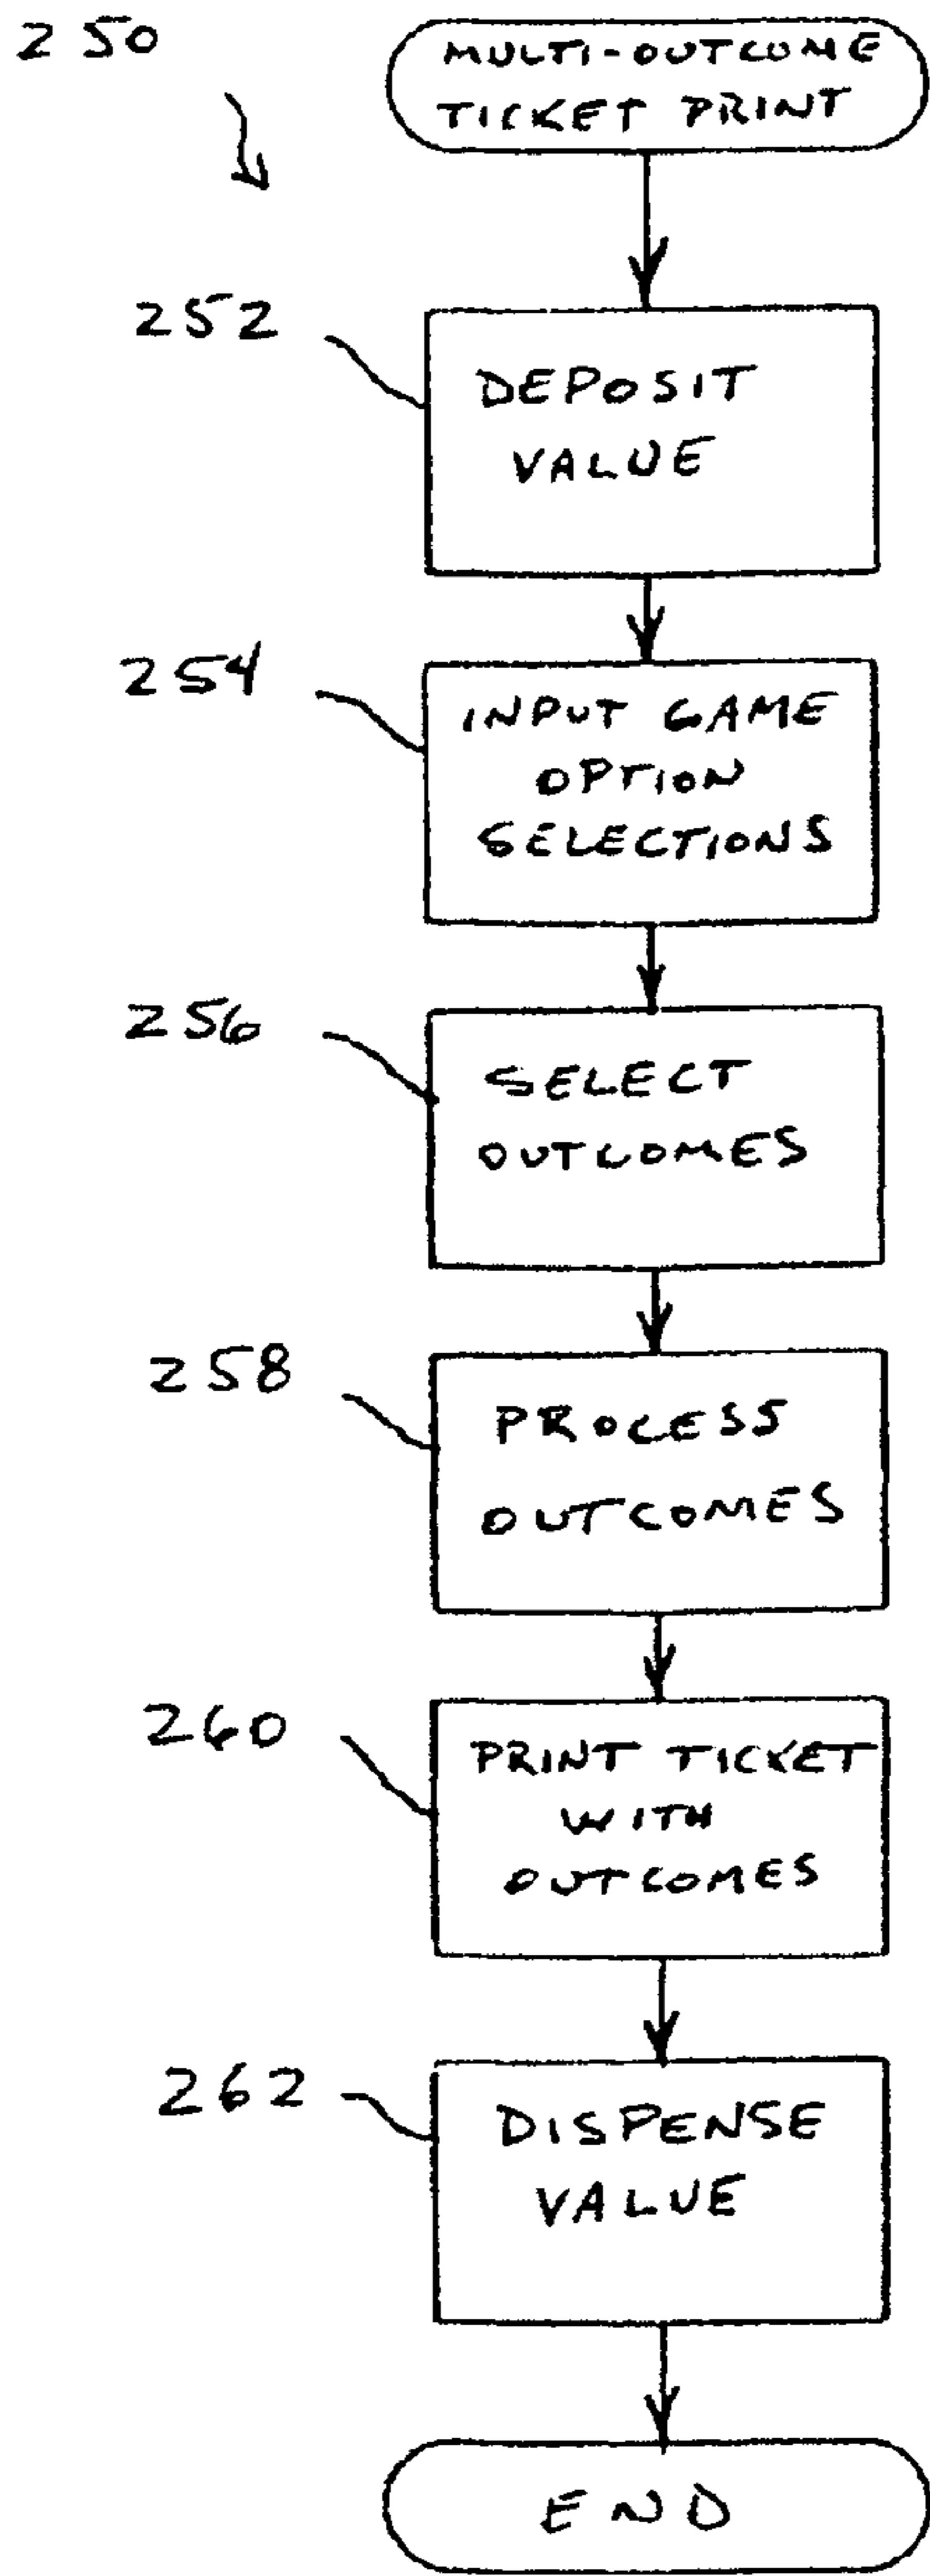 250
MULTI-OUTCOME
TICKET PRINT
252
DEPOSIT
VALUE
254
INPUT GAME
OPTION
SELECTIONS
256
SELECT
OUTCOMES
258
PROCESS
OUTCOMES
260
PRINT TICKET
WITH
OUTCOMES
262
DISPENSE
VALUE
END